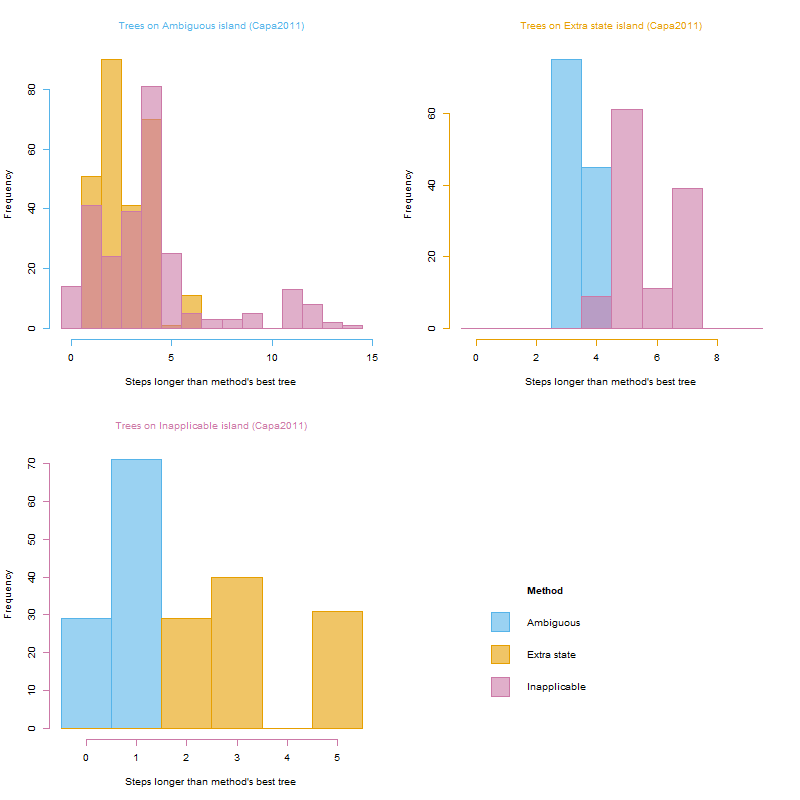 Trees on Ambiguous island (Capa2011)
Frequency
0 20 40 60 80
0 5 10 15
Steps longer than method's best tree
Trees on Extra state island (Capa2011)
Frequency
0 20 40 60
0 2 4 6 8
Steps longer than method's best tree
Trees on Inapplicable island (Capa2011)
Frequency
0 10 20 30 40 50 60 70
0 1 2 3 4 5
Steps longer than method's best tree
Method
Ambiguous
Extra state
Inapplicable